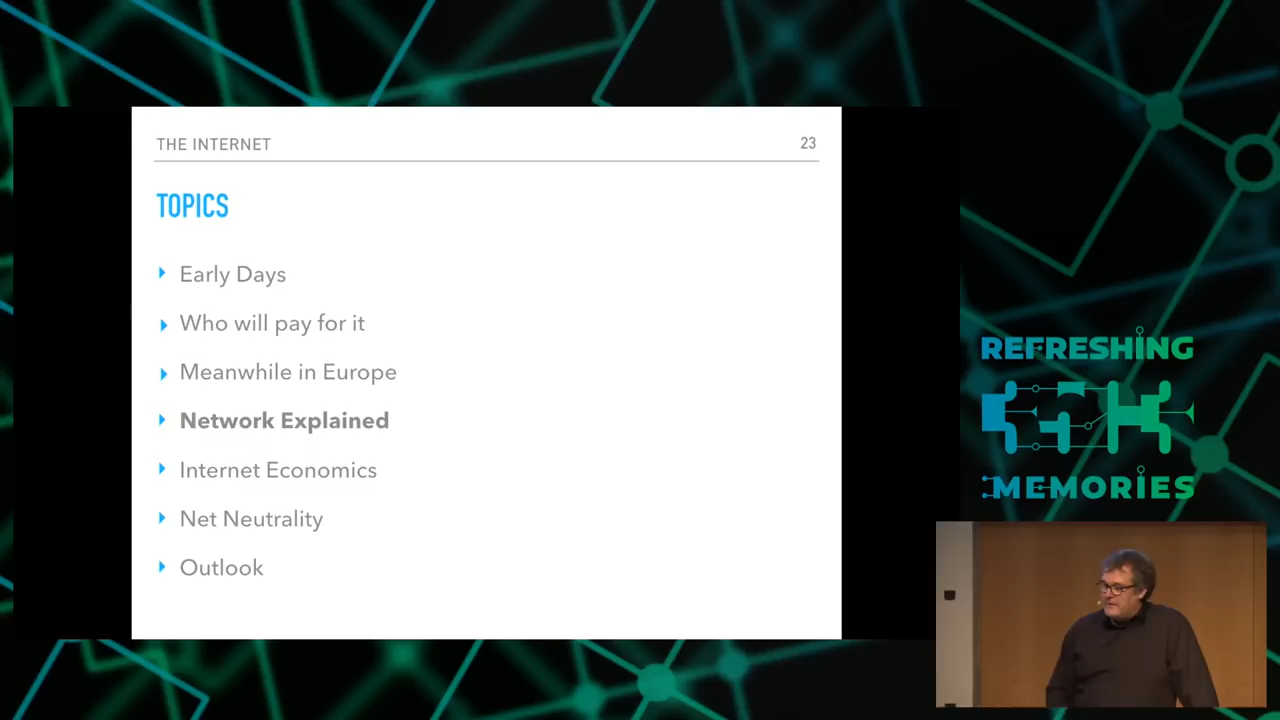 THE INTERNET
23
TOPICS
Early Days
Who will pay for it
Meanwhile in Europe
Network Explained
Internet Economics
Net Neutrality
Outlook
REFRESHING
MEMORIES